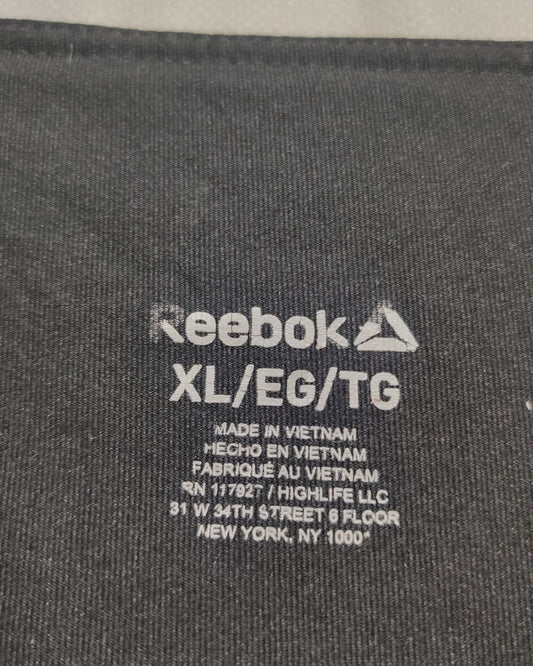 Reebok
XL/EG/TG
MADE IN VIETNAM
HECHO EN VIETNAM
FABRIQUÉ AU VIETNAM
RN 117927 / HIGHLIFE LLC
31 W 34TH STREET 6 FLOOR
NEW YORK, NY